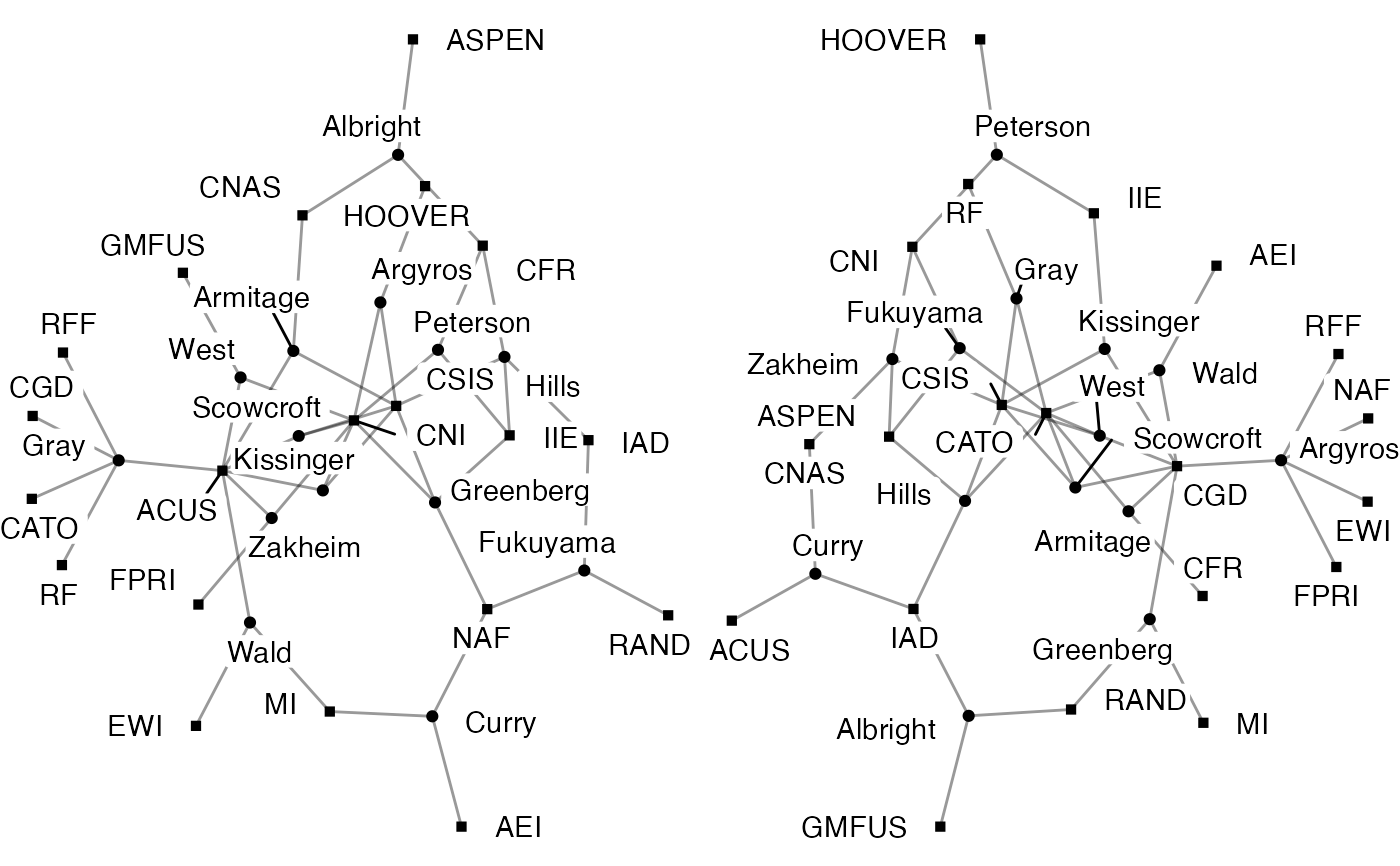 ASPEN
Albright
CNAS
HOOVER
GMFUS
CFR
Argyros
Armitage
RFF
Peterson
West
CGD
CSIS
Hills
Scowcroft
Gray
CNI
IIE
IAD
Kissinger
Greenberg
ACUS
CATO
Zakheim
Fukuyama
FPRI
RF
NAF
RAND
Wald
MI
EWI
Curry
AEI
HOOVER
Peterson
IIE
RF
AEI
CNI
Gray
Fukuyama
Kissinger
RFF
Zakheim
Wald
CSIS
West
NAF
ASPEN
CATO
Scowcroft
Argyros
CNAS
Hills
CGD
EWI
Curry
Armitage
CFR
FPRI
IAD
ACUS
Greenberg
RAND
MI
Albright
GMFUS